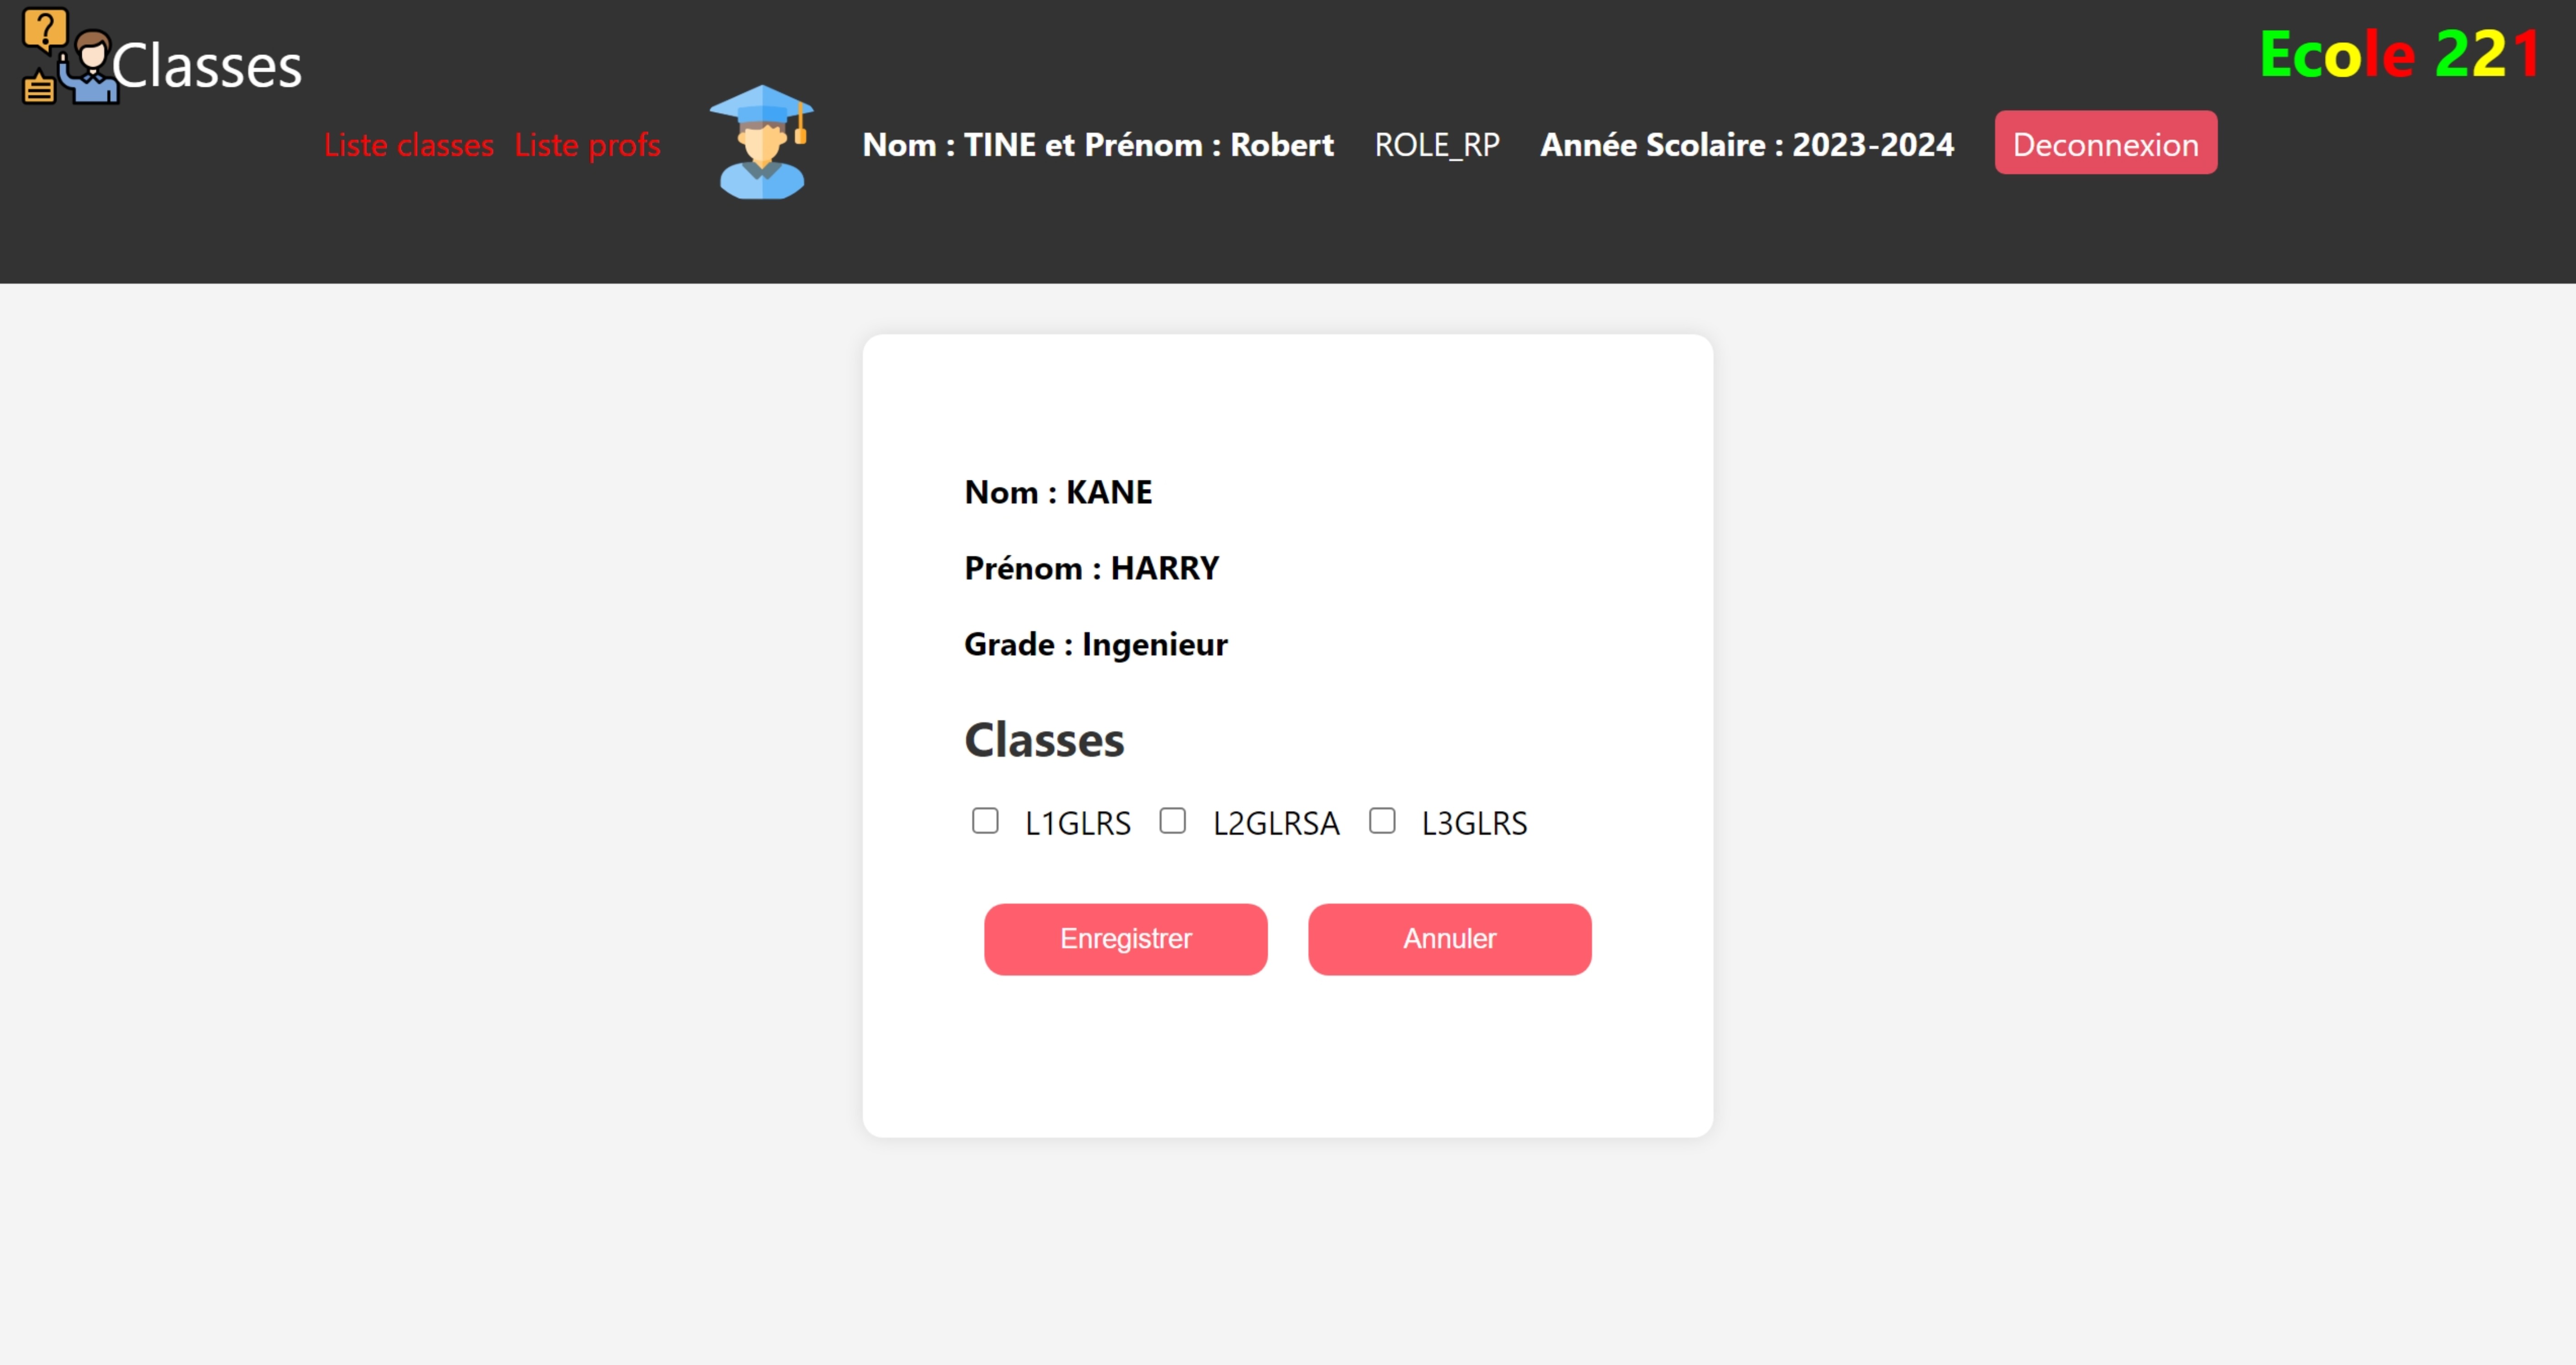 Classes
Ecole 221
Liste classes Liste profs Nom : TINE et Prénom : Robert ROLE_RP Année Scolaire : 2023-2024 Deconnexion
Nom : KANE
Prénom : HARRY
Grade : Ingenieur
Classes
L1GLRS L2GLRSA L3GLRS
Enregistrer Annuler